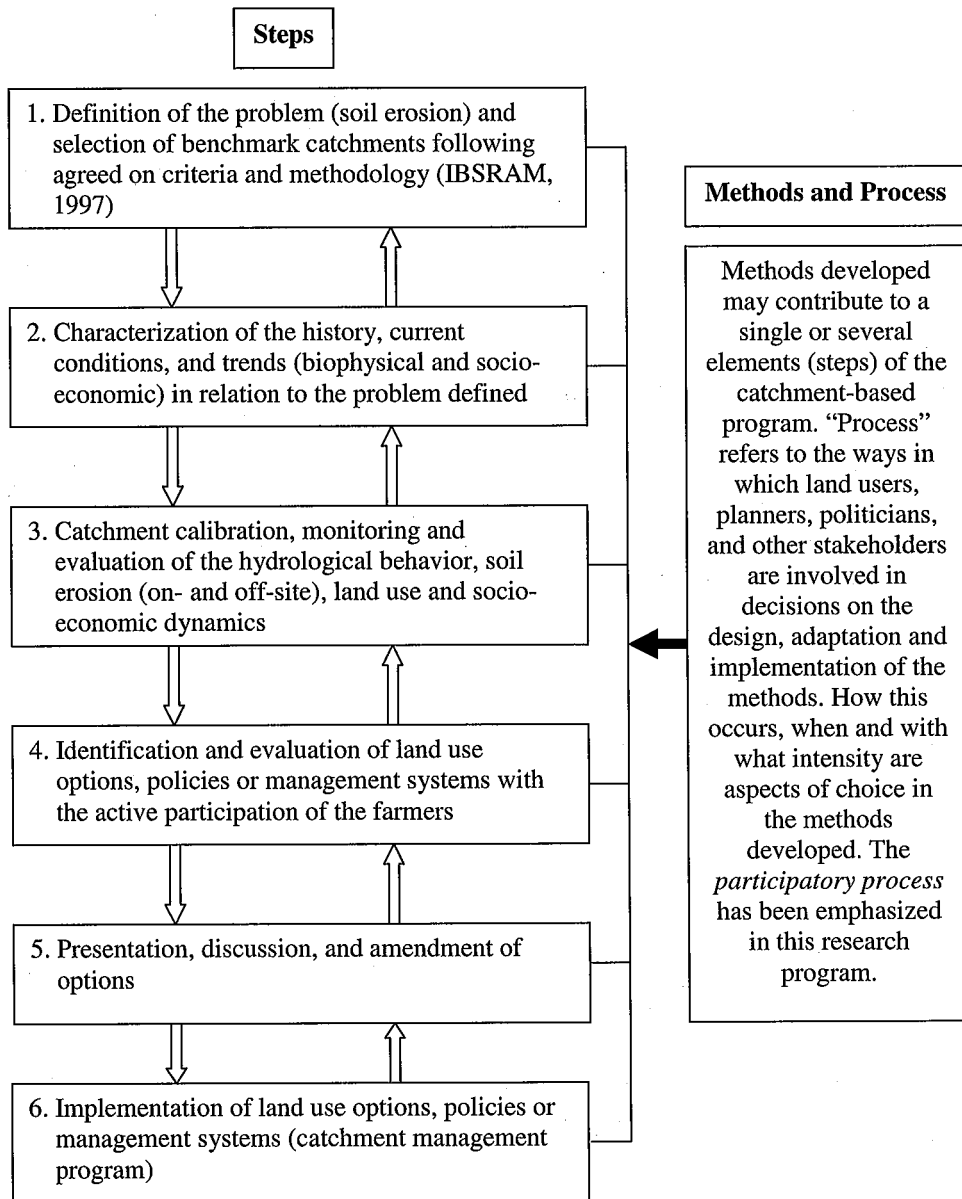 Steps
1. Definition of the problem (soil erosion) and
selection of benchmark catchments following
agreed on criteria and methodology (IBSRAM,
1997)
2. Characterization of the history, current
conditions, and trends (biophysical and socio-
economic) in relation to the problem defined
3. Catchment calibration, monitoring and
evaluation of the hydrological behavior, soil
erosion (on- and off-site), land use and socio-
economic dynamics
4. Identification and evaluation of land use
options, policies or management systems with
the active participation of the farmers
5. Presentation, discussion, and amendment of
options
6. Implementation of land use options, policies or
management systems (catchment management
program)
Methods and Process
Methods developed
may contribute to a
single or several
elements (steps) of the
catchment-based
program. “Process”
refers to the ways in
which land users,
planners, politicians,
and other stakeholders
are involved in
decisions on the
design, adaptation and
implementation of the
methods. How this
occurs, when and with
what intensity are
aspects of choice in
the methods
developed. The
participatory process
has been emphasized
in this research
program.